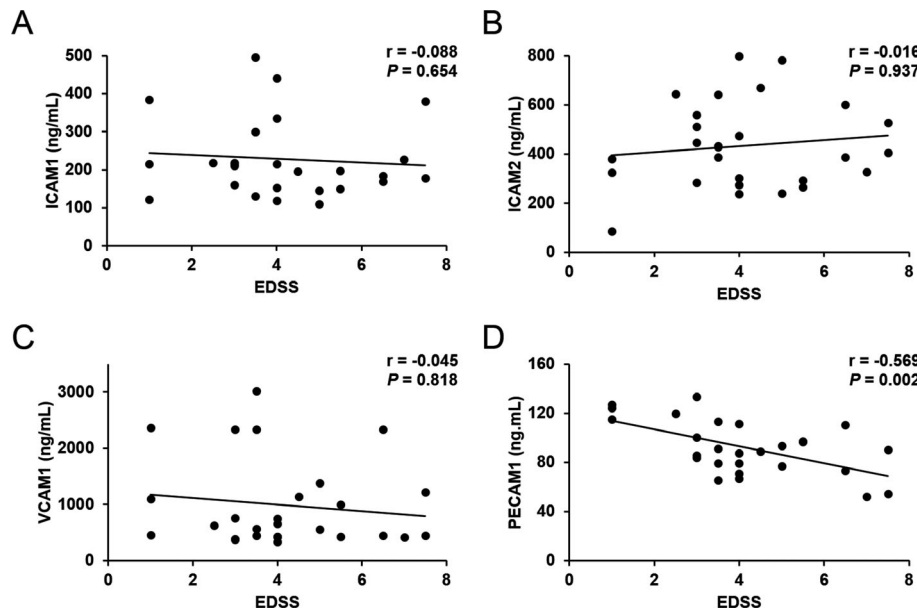 A
r = -0.088
P = 0.654
500
400
300
200
100
0
ICAM1 (ng/mL)
0 2 4 6 8
EDSS
B
r = -0.016
P = 0.937
800
600
400
200
0
ICAM2 (ng/mL)
0 2 4 6 8
EDSS
C
r = -0.045
P = 0.818
3000
2000
1000
0
VCAM1 (ng/mL)
0 2 4 6 8
EDSS
D
r = -0.569
P = 0.002
160
120
80
40
0
PECAM1 (ng.mL)
0 2 4 6 8
EDSS